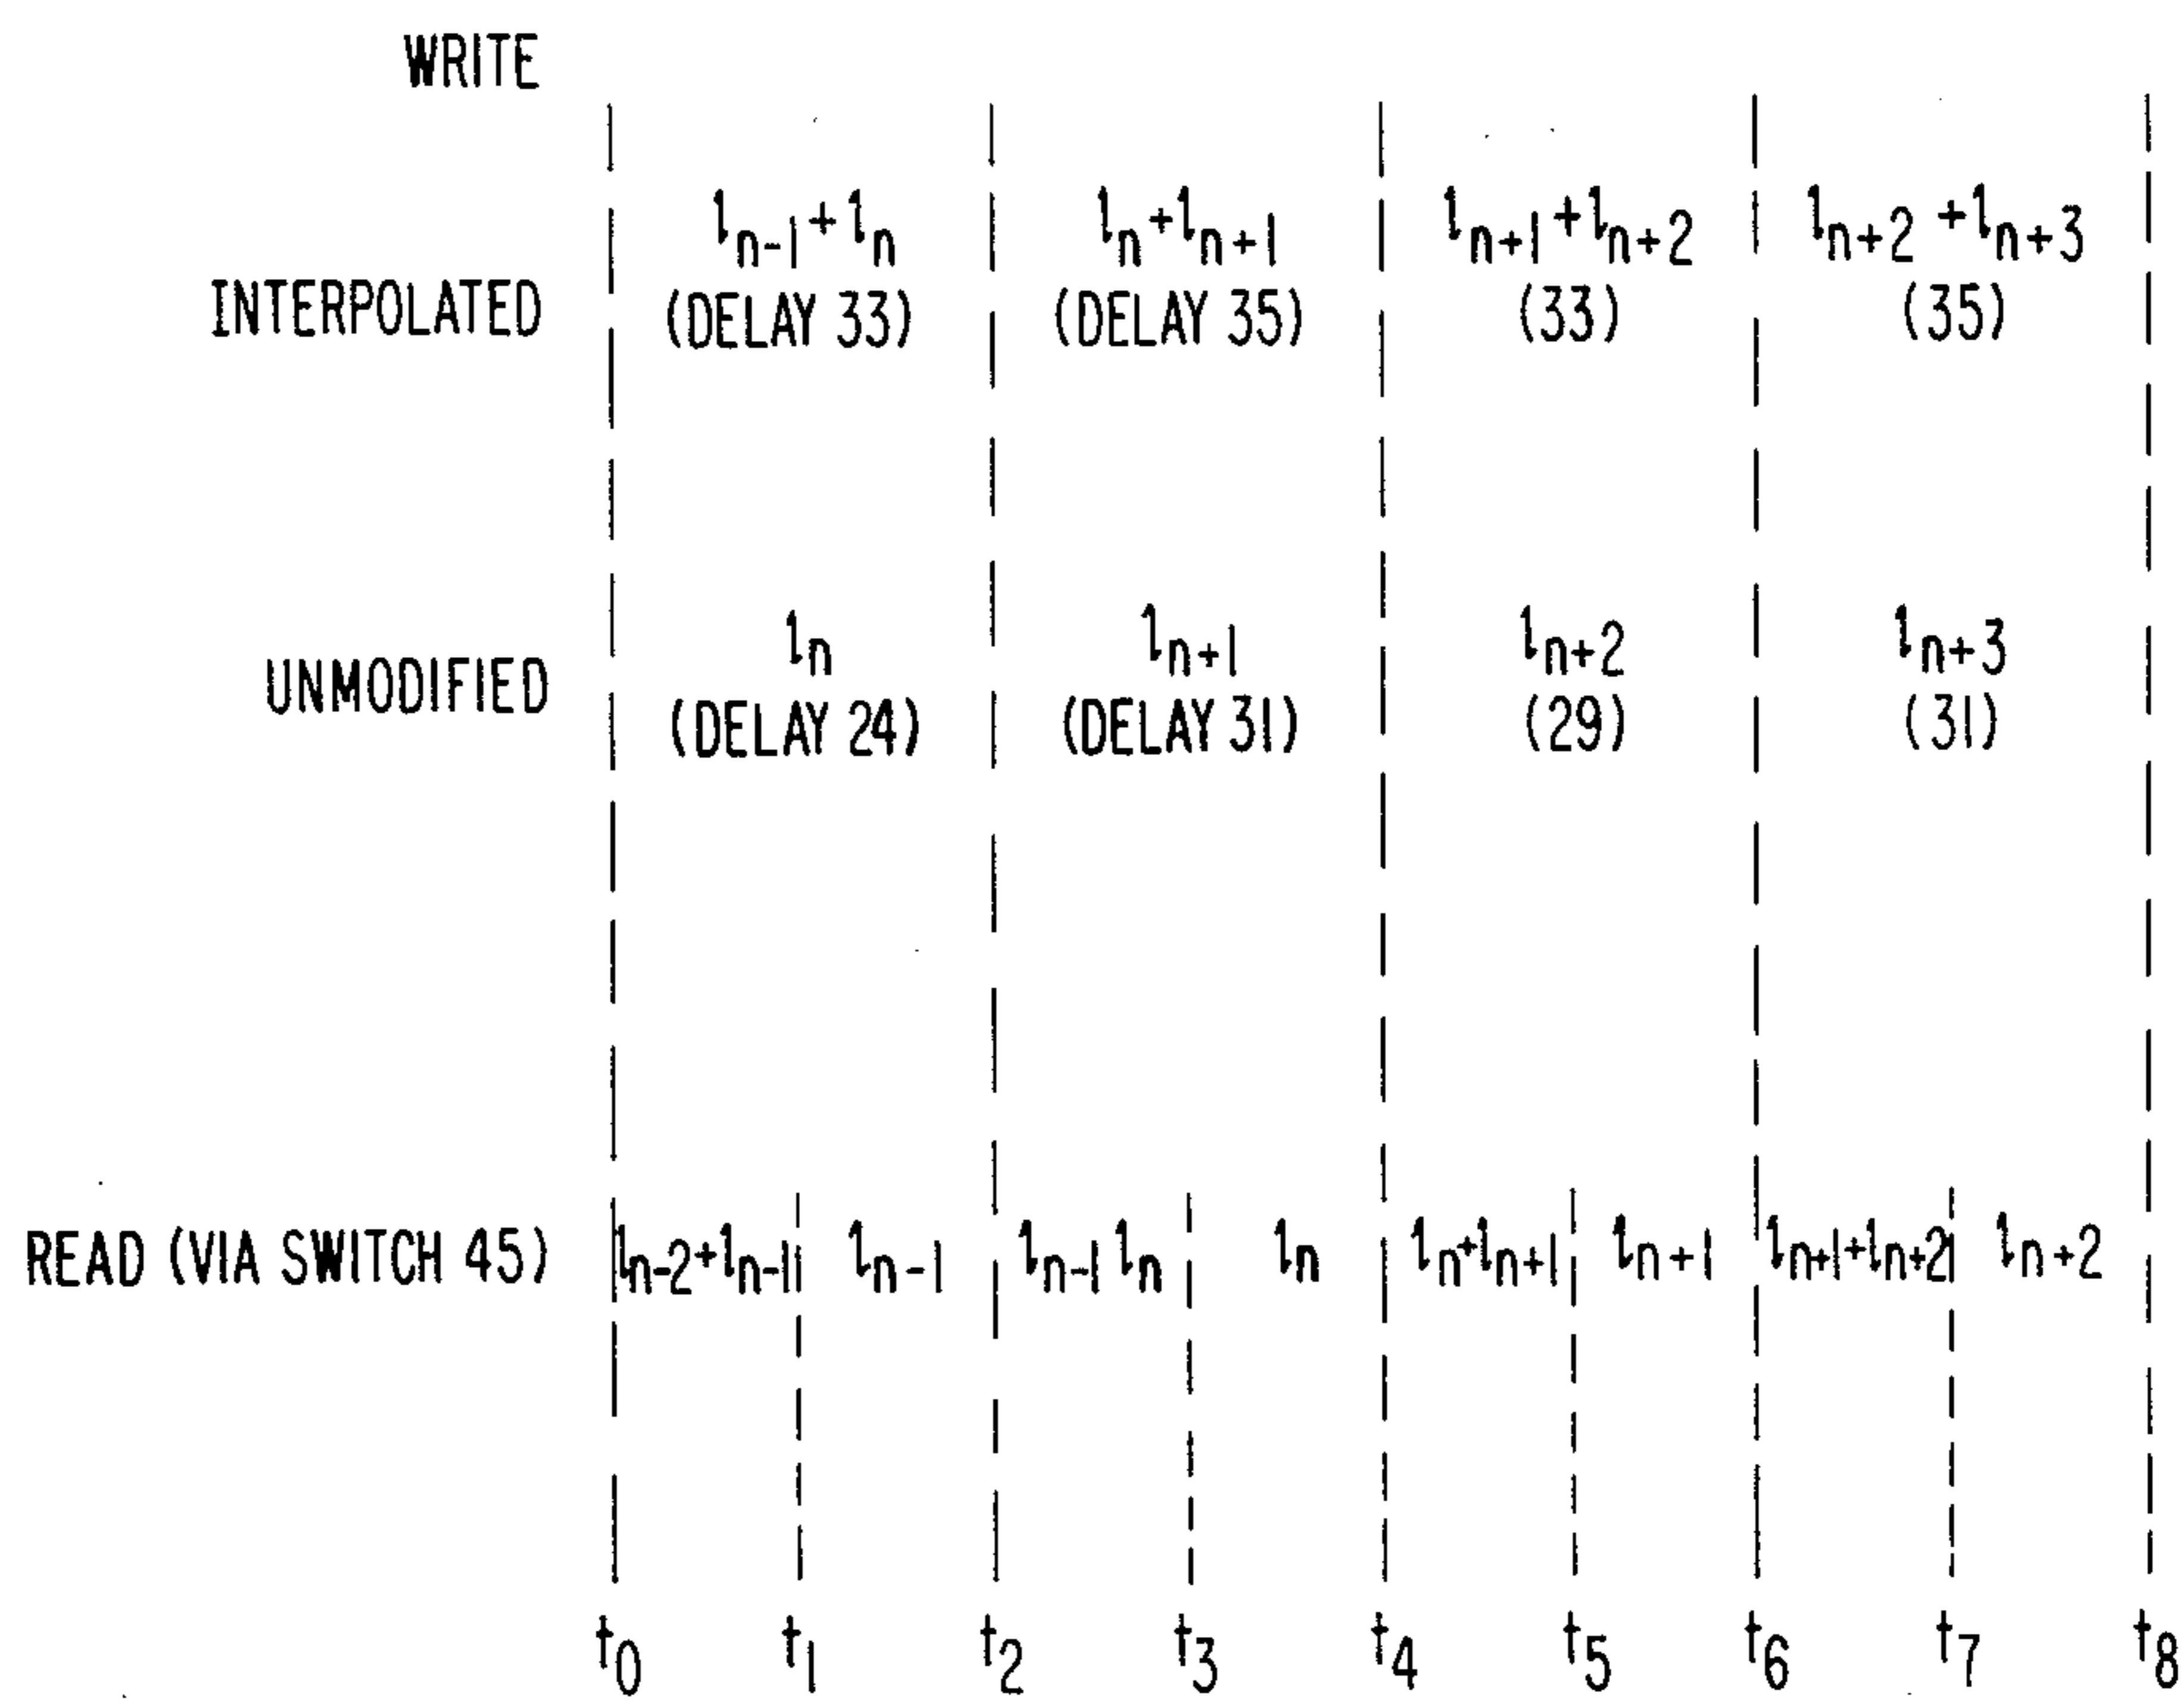 WRITE
l_{n-1}+l_n l_n+l_{n+1} l_{n+1}+l_{n+2} l_{n+2}+l_{n+3}
INTERPOLATED (DELAY 33) (DELAY 35) (33) (35)
l_n l_{n+1} l_{n+2} l_{n+3}
UNMODIFIED (DELAY 24) (DELAY 31) (29) (31)
READ (VIA SWITCH 45) l_{n-2}+l_{n-1} l_{n-1} l_{n-1} l_n l_n l_n+l_{n+1} l_{n+1} l_{n+1}+l_{n+2} l_{n+2}
t_0 t_1 t_2 t_3 t_4 t_5 t_6 t_7 t_8